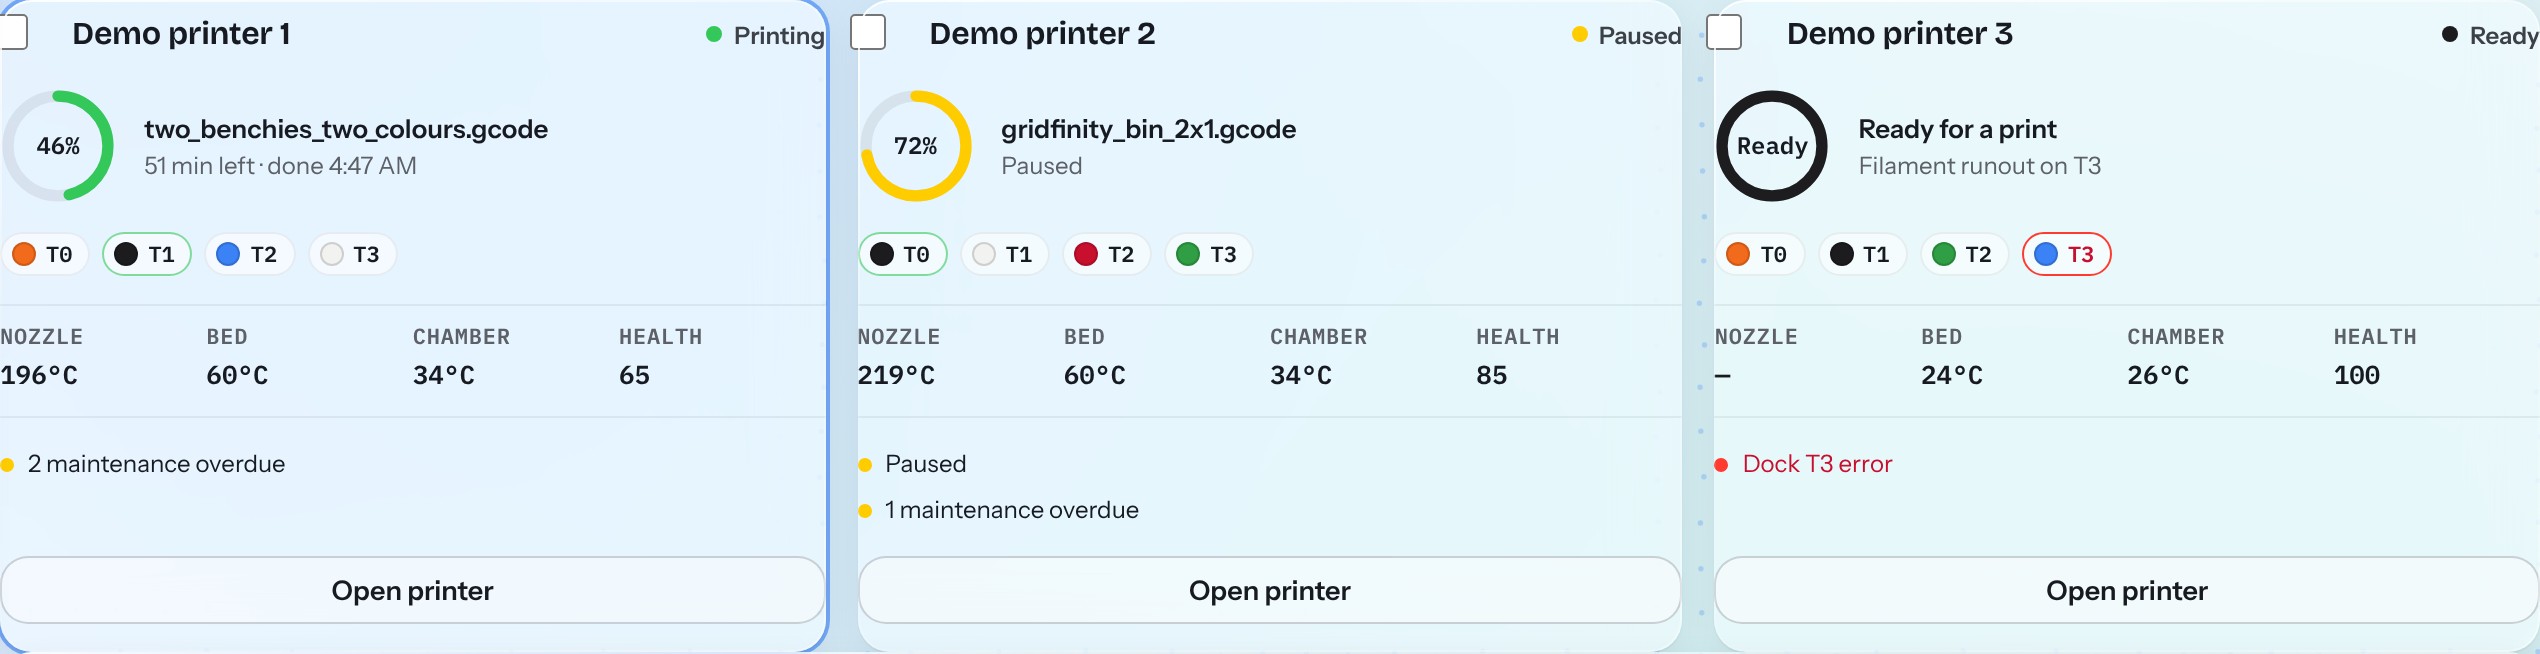 Demo printer 1
Printing
46%
two_benchies_two_colours.gcode
51 min left · done 4:47 AM
T0 T1 T2 T3
NOZZLE BED CHAMBER HEALTH
196°C 60°C 34°C 65
2 maintenance overdue
Open printer
Demo printer 2
Paused
72%
gridfinity_bin_2x1.gcode
Paused
T0 T1 T2 T3
NOZZLE BED CHAMBER HEALTH
219°C 60°C 34°C 85
Paused
1 maintenance overdue
Open printer
Demo printer 3
Ready
Ready
Ready for a print
Filament runout on T3
T0 T1 T2 T3
NOZZLE BED CHAMBER HEALTH
– 24°C 26°C 100
Dock T3 error
Open printer